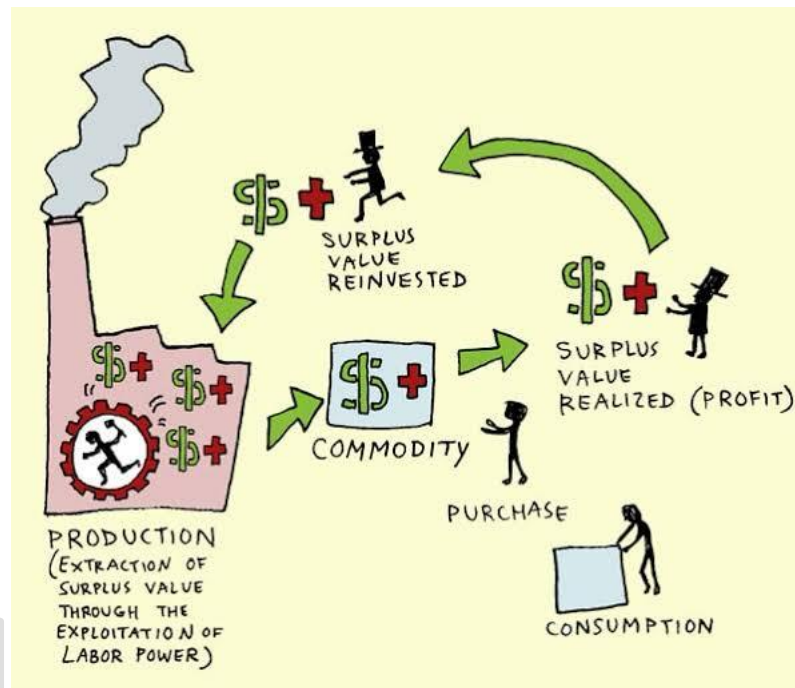 $+
SURPLUS
VALUE
REINVESTED
$+
SURPLUS
VALUE
REALIZED (PROFIT)
$+
$+
$+
$+
COMMODITY
PURCHASE
CONSUMPTION
PRODUCTION
(EXTRACTION OF
SURPLUS VALUE
THROUGH THE
EXPLOITATION OF
LABOR POWER)